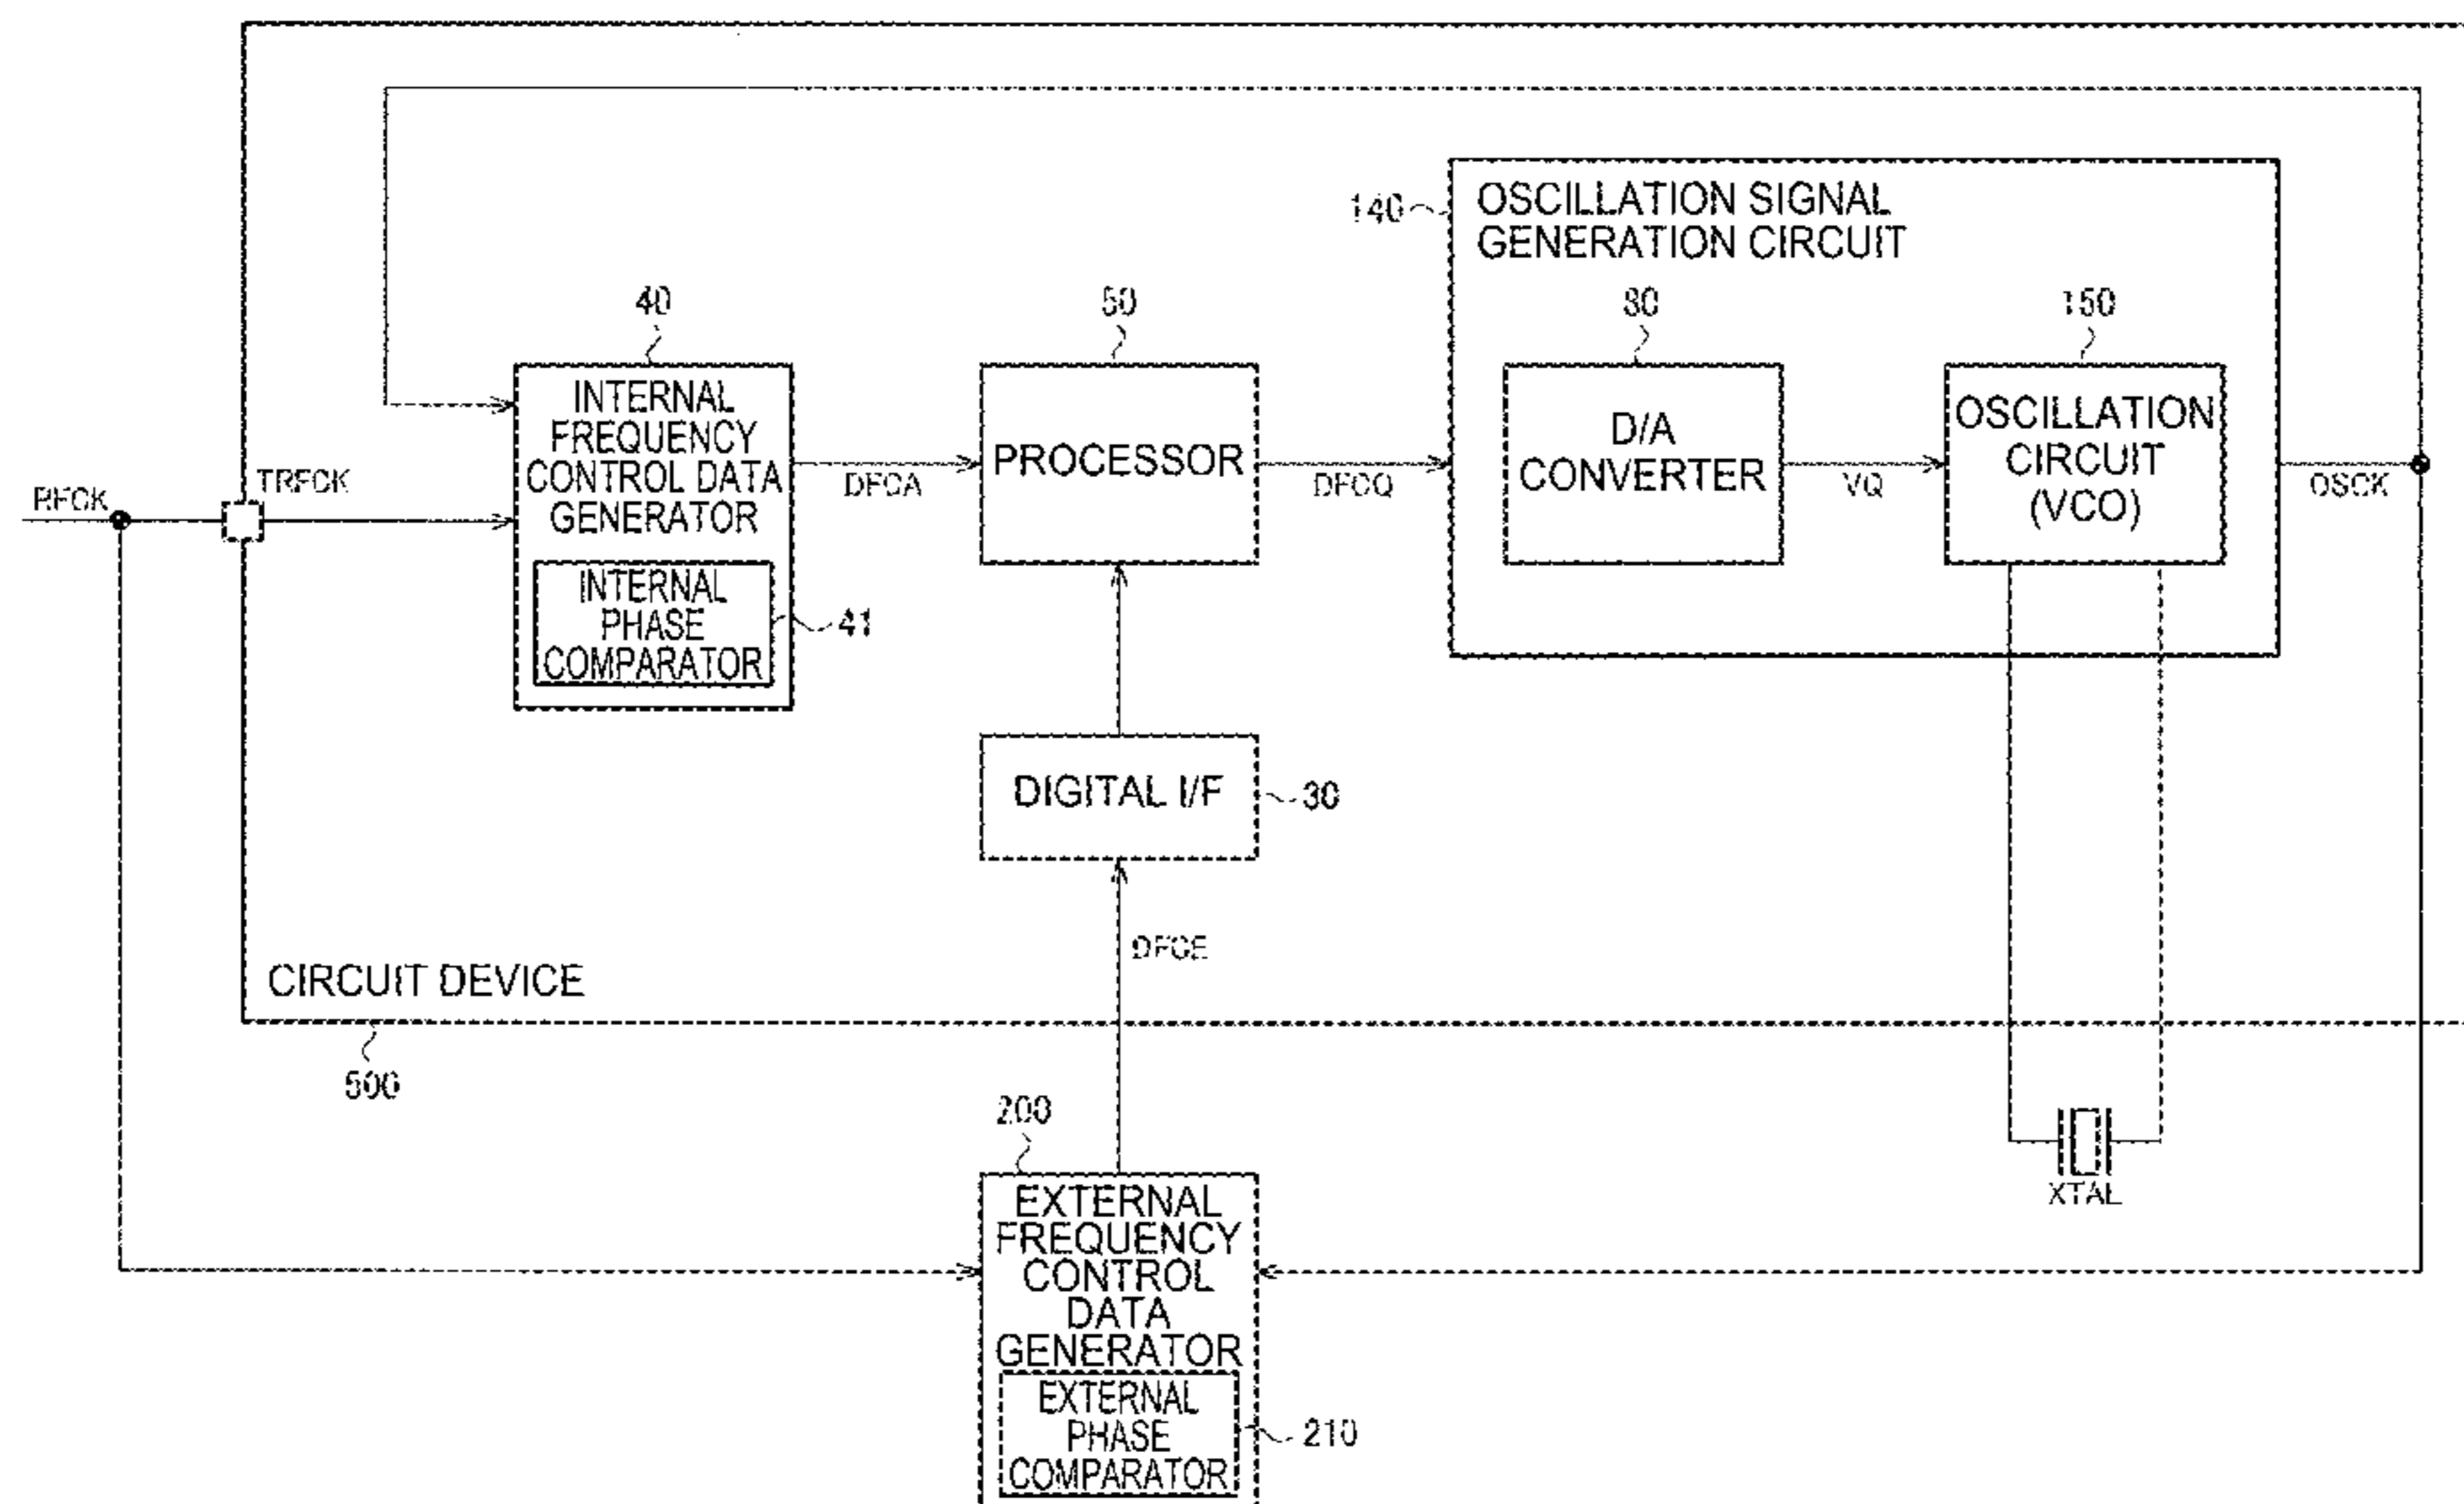 OSCILLATION SIGNAL
GENERATION CIRCUIT
140
40
50
80
150
INTERNAL
FREQUENCY
CONTROL DATA
GENERATOR
INTERNAL
PHASE
COMPARATOR
41
PROCESSOR
D/A
CONVERTER
OSCILLATION
CIRCUIT
(VCO)
RFCK
TRFCK
DFCA
DFCQ
VQ
OSCK
DIGITAL I/F
30
DFCE
CIRCUIT DEVICE
500
200
XTAL
EXTERNAL
FREQUENCY
CONTROL
DATA
GENERATOR
EXTERNAL
PHASE
COMPARATOR
210